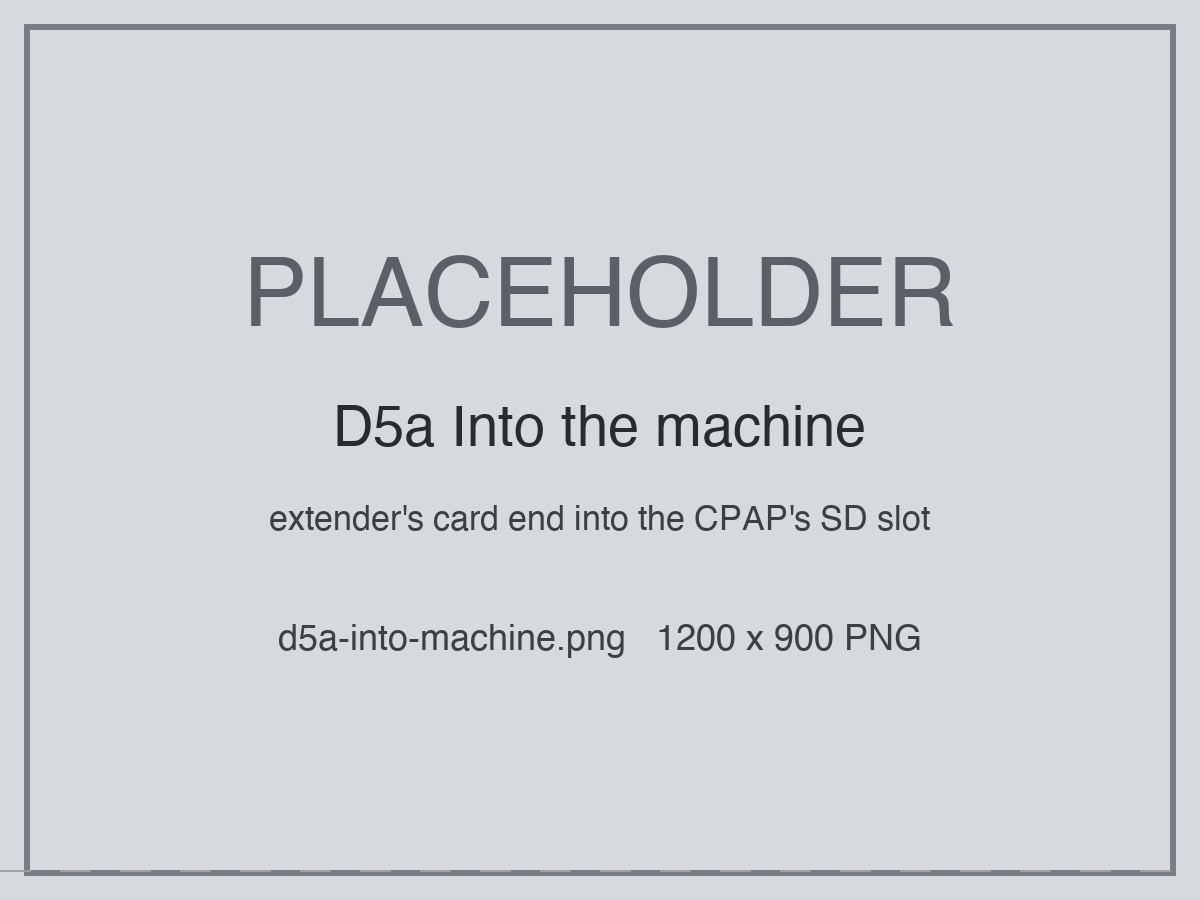 PLACEHOLDER
D5a Into the machine
extender's card end into the CPAP's SD slot
d5a-into-machine.png   1200 x 900 PNG